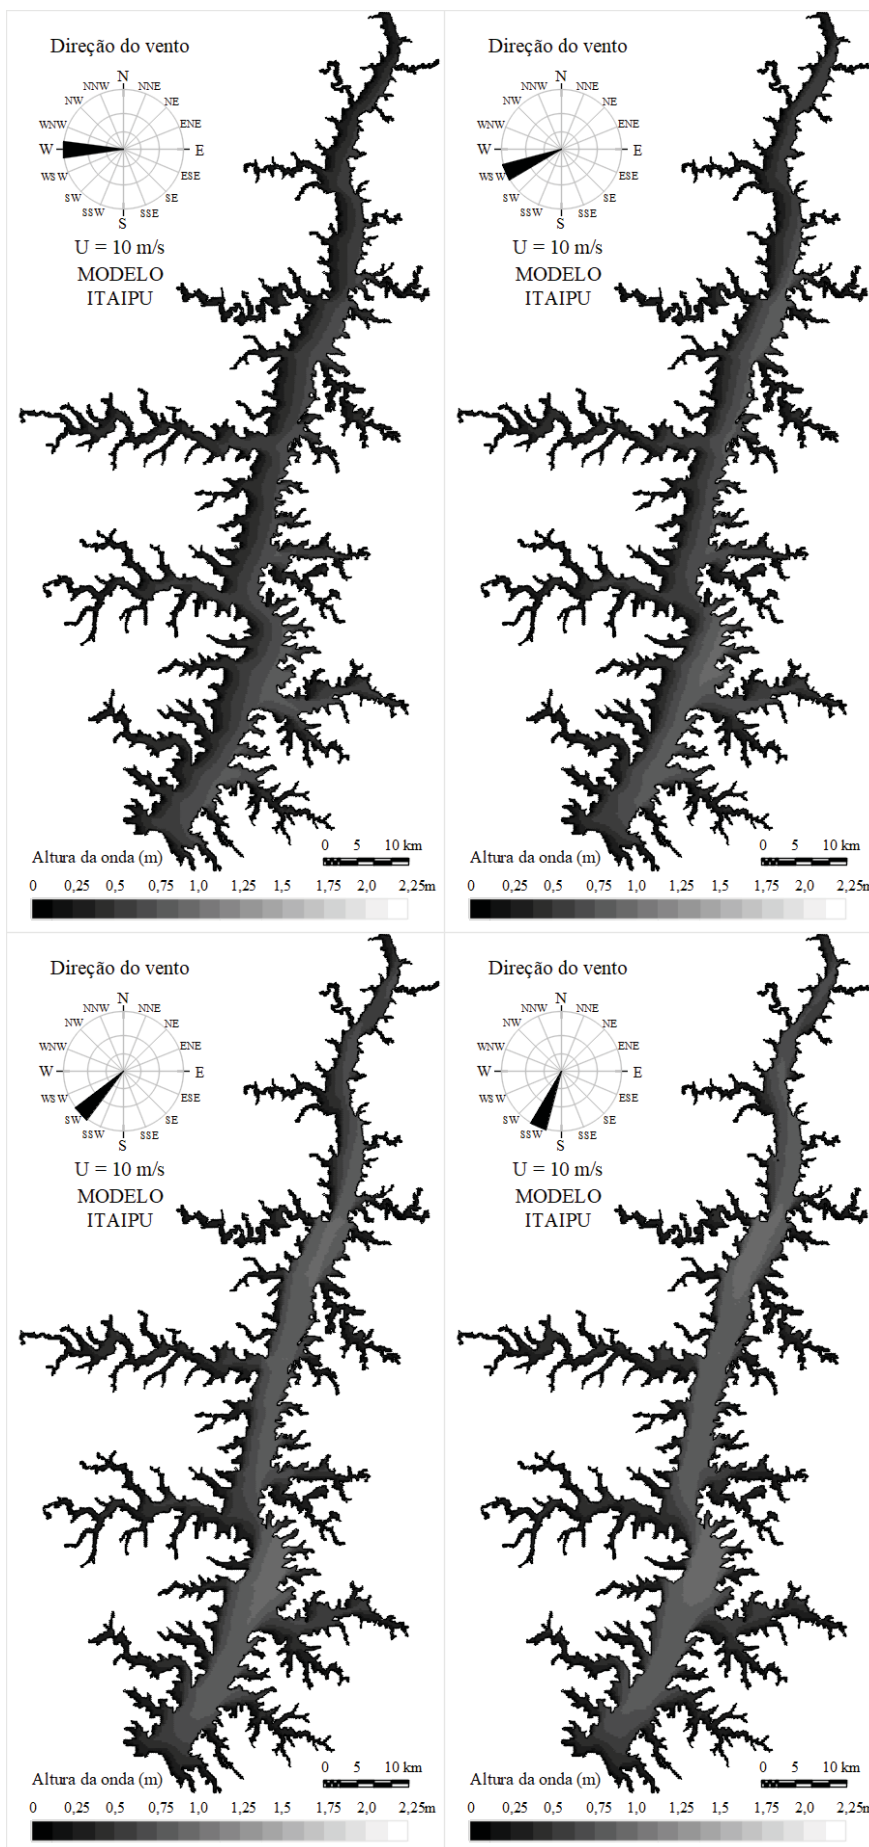 Direção do vento
N
NNW NNE
NW NE
WNW ENE
W E
WSW ESE
SW SE
SSW SSE
S
U = 10 m/s
MODELO
ITAIPU
Altura da onda (m)
0 5 10 km
0 0,25 0,5 1,0 1,25 1,5 1,75 2,0 2,25m
Direção do vento
N
NNW NNE
NW NE
WNW ENE
W E
WSW ESE
SW SE
SSW SSE
S
U = 10 m/s
MODELO
ITAIPU
Altura da onda (m)
0 5 10 km
0 0,25 0,5 1,0 1,25 1,5 1,75 2,0 2,25m
Direção do vento
N
NNW NNE
NW NE
WNW ENE
W E
WSW ESE
SW SE
SSW SSE
S
U = 10 m/s
MODELO
ITAIPU
Altura da onda (m)
0 5 10 km
0 0,25 0,5 1,0 1,25 1,5 1,75 2,0 2,25m
Direção do vento
N
NNW NNE
NW NE
WNW ENE
W E
WSW ESE
SW SE
SSW SSE
S
U = 10 m/s
MODELO
ITAIPU
Altura da onda (m)
0 5 10 km
0 0,25 0,5 1,0 1,25 1,5 1,75 2,0 2,25m